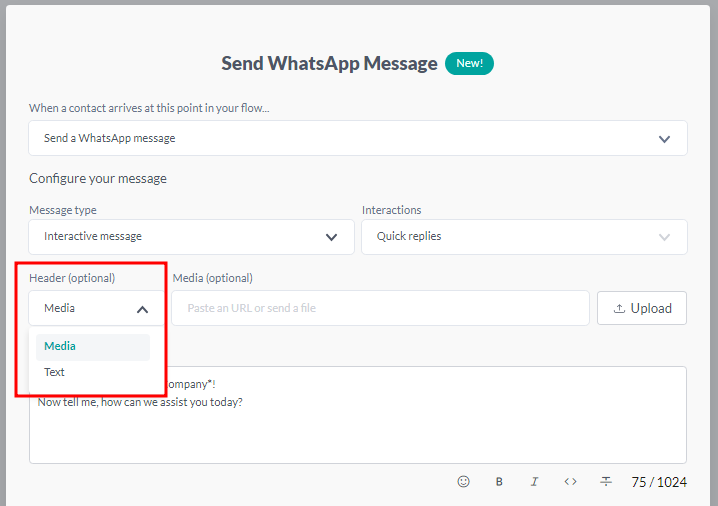 Send WhatsApp Message New!
When a contact arrives at this point in your flow...
Send a WhatsApp message
Configure your message
Message type Interactions
Interactive message Quick replies
Header (optional) Media (optional)
Media Paste an URL or send a file Upload
Media
Text
ompany*!
Now tell me, how can we assist you today?
B I <> T 75 / 1024